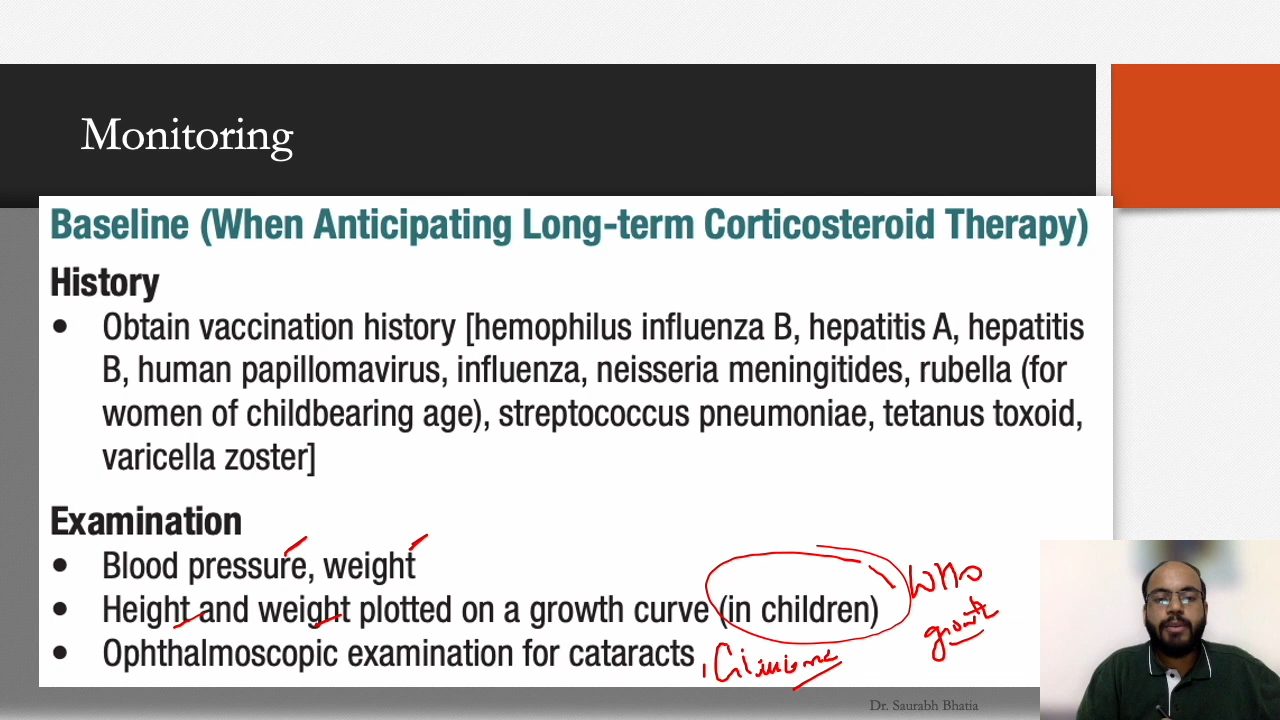 Monitoring
Baseline (When Anticipating Long-term Corticosteroid Therapy)
History
• Obtain vaccination history [hemophilus influenza B, hepatitis A, hepatitis
B, human papillomavirus, influenza, neisseria meningitides, rubella (for
women of childbearing age), streptococcus pneumoniae, tetanus toxoid,
varicella zoster]
Examination
• Blood pressure, weight
• Height and weight plotted on a growth curve (in children)
WHO
growth
• Ophthalmoscopic examination for cataracts
Dr. Saurabh Bhatia